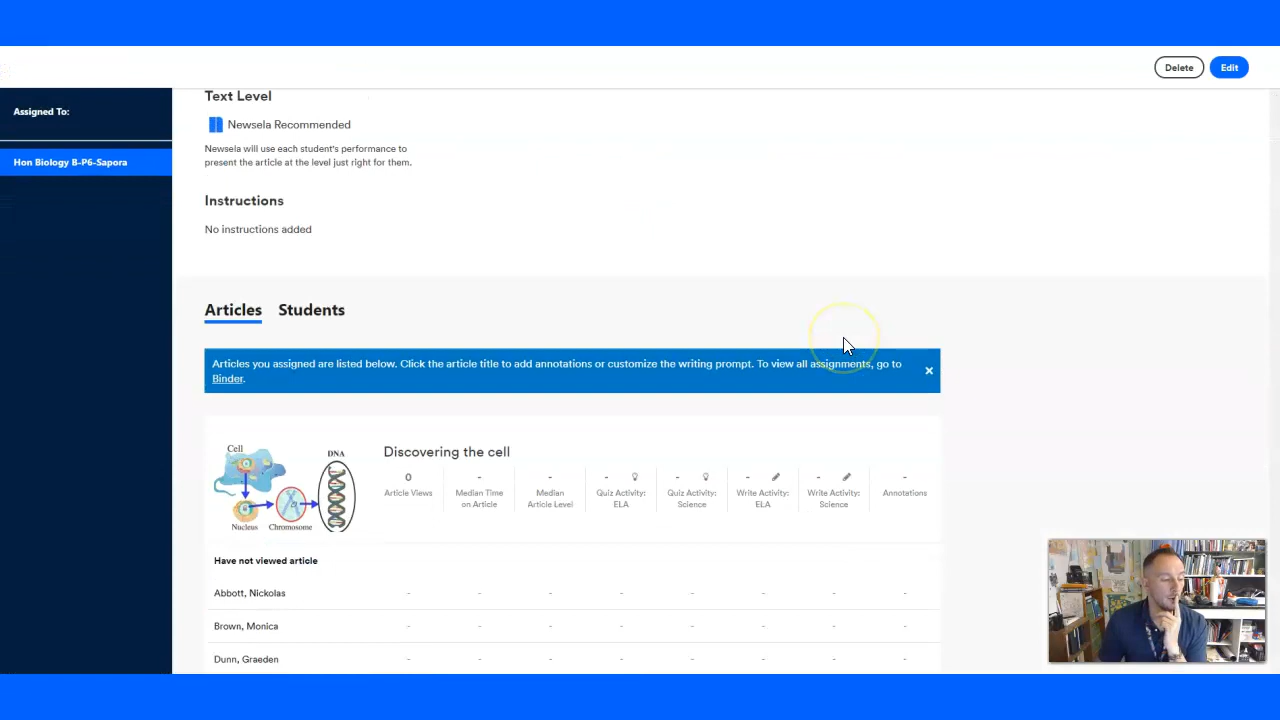 Delete Edit
Assigned To:
Hon Biology B-P6-Sapora
Text Level
Newsela Recommended
Newsela will use each student's performance to
present the article at the level just right for them.
Instructions
No instructions added
Articles Students
Articles you assigned are listed below. Click the article title to add annotations or customize the writing prompt. To view all assignments, go to
Binder.
Cell
DNA
Nucleus
Chromosome
Discovering the cell
0 - - - - - - -
Article Views
Median Time
on Article
Median
Article Level
Quiz Activity:
ELA
Quiz Activity:
Science
Write Activity:
ELA
Write Activity:
Science
Annotations
Have not viewed article
Abbott, Nickolas - - - - - - - -
Brown, Monica - - - - - - - -
Dunn, Graeden - - - - - - - -